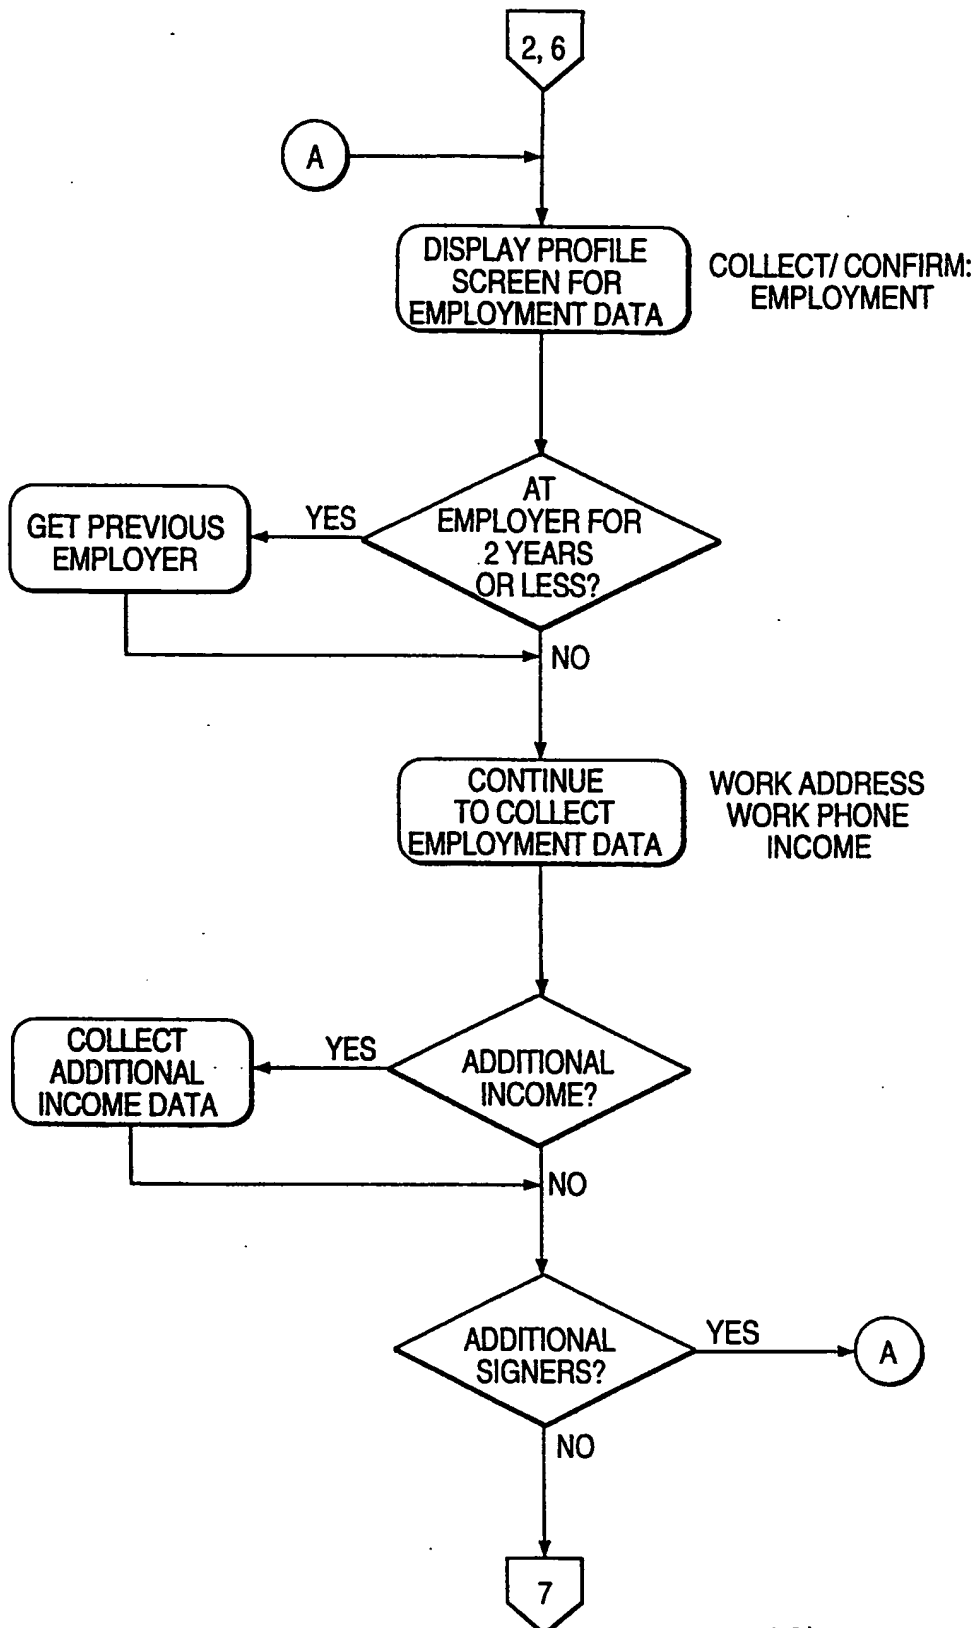 2, 6
A
DISPLAY PROFILE
SCREEN FOR
EMPLOYMENT DATA
COLLECT/ CONFIRM:
EMPLOYMENT
AT
EMPLOYER FOR
2 YEARS
OR LESS?
YES
GET PREVIOUS
EMPLOYER
NO
CONTINUE
TO COLLECT
EMPLOYMENT DATA
WORK ADDRESS
WORK PHONE
INCOME
ADDITIONAL
INCOME?
YES
COLLECT
ADDITIONAL
INCOME DATA
NO
ADDITIONAL
SIGNERS?
YES
A
NO
7